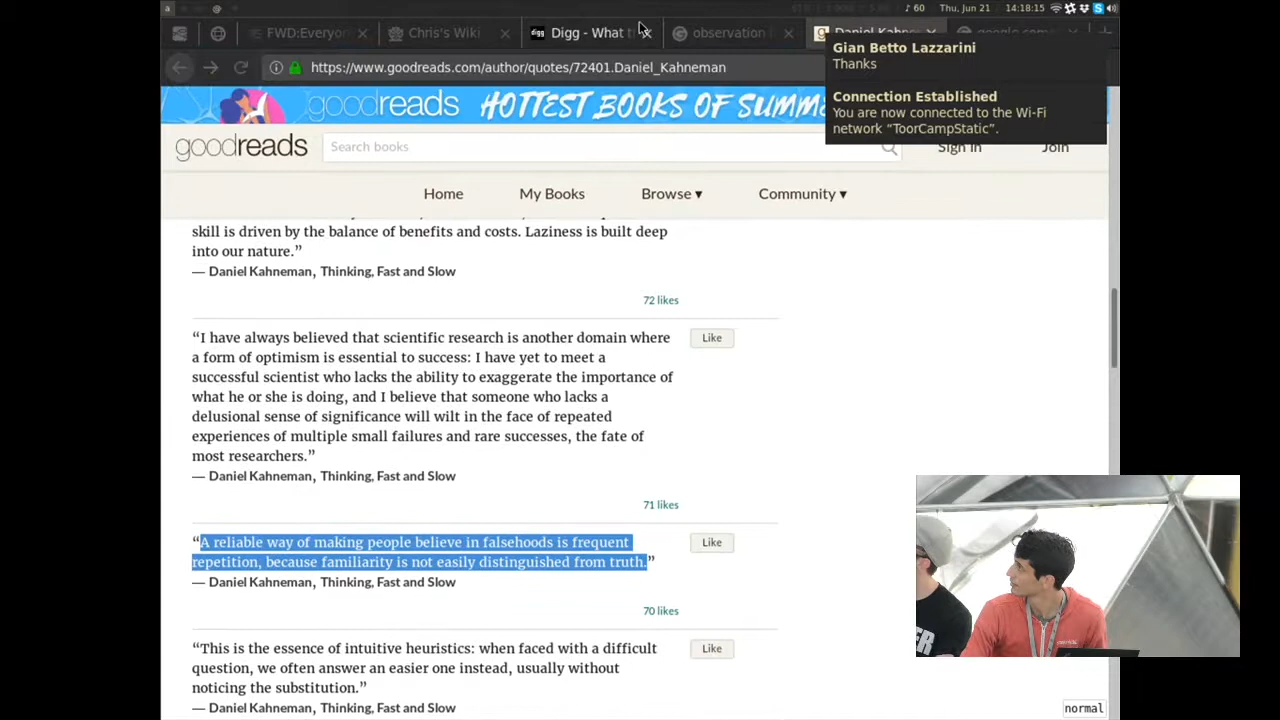 a
@
♪ 60
Thu, Jun 21
14:18:15
FWD:Everyon
Chris's Wiki
digg Digg - What
observation
Daniel Kahne
google.com
https://www.goodreads.com/author/quotes/72401.Daniel_Kahneman
Gian Betto Lazzarini
Thanks
Connection Established
You are now connected to the Wi-Fi
network “ToorCampStatic”.
goodreads HOTTEST BOOKS OF SUMME
goodreads
Search books
Sign In
Join
Home
My Books
Browse ▾
Community ▾
skill is driven by the balance of benefits and costs. Laziness is built deep
into our nature.”
― Daniel Kahneman, Thinking, Fast and Slow
72 likes
“I have always believed that scientific research is another domain where
Like
a form of optimism is essential to success: I have yet to meet a
successful scientist who lacks the ability to exaggerate the importance of
what he or she is doing, and I believe that someone who lacks a
delusional sense of significance will wilt in the face of repeated
experiences of multiple small failures and rare successes, the fate of
most researchers.”
― Daniel Kahneman, Thinking, Fast and Slow
71 likes
“A reliable way of making people believe in falsehoods is frequent
Like
repetition, because familiarity is not easily distinguished from truth.”
― Daniel Kahneman, Thinking, Fast and Slow
70 likes
“This is the essence of intuitive heuristics: when faced with a difficult
Like
question, we often answer an easier one instead, usually without
noticing the substitution.”
― Daniel Kahneman, Thinking, Fast and Slow
normal